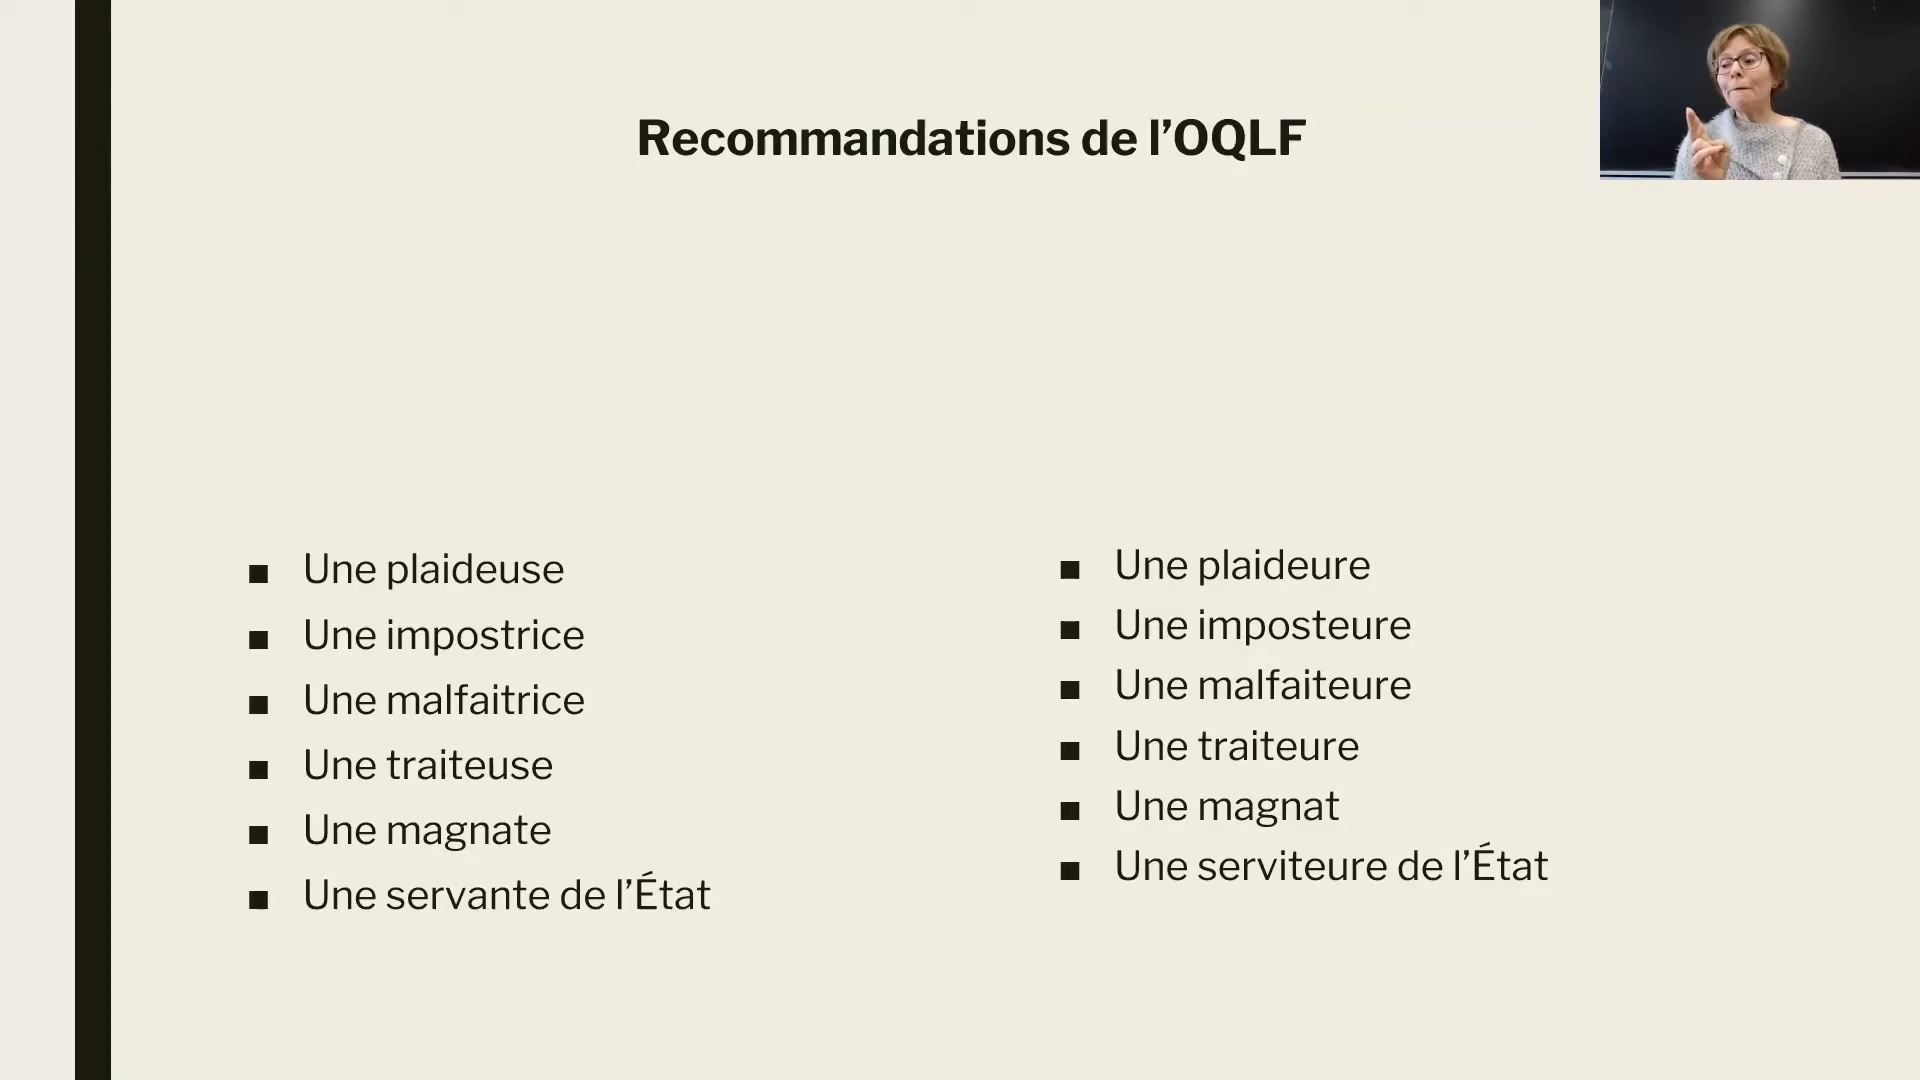 Recommandations de l’OQLF
■ Une plaideuse
■ Une impostrice
■ Une malfaitrice
■ Une traiteuse
■ Une magnate
■ Une servante de l’État
■ Une plaideure
■ Une imposteure
■ Une malfaiteure
■ Une traiteure
■ Une magnat
■ Une serviteure de l’État